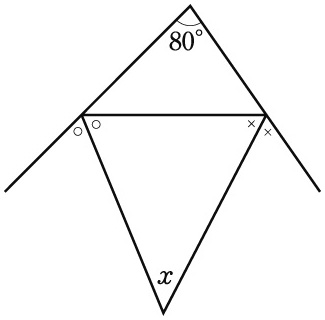 80°
○ ○ × ×
x